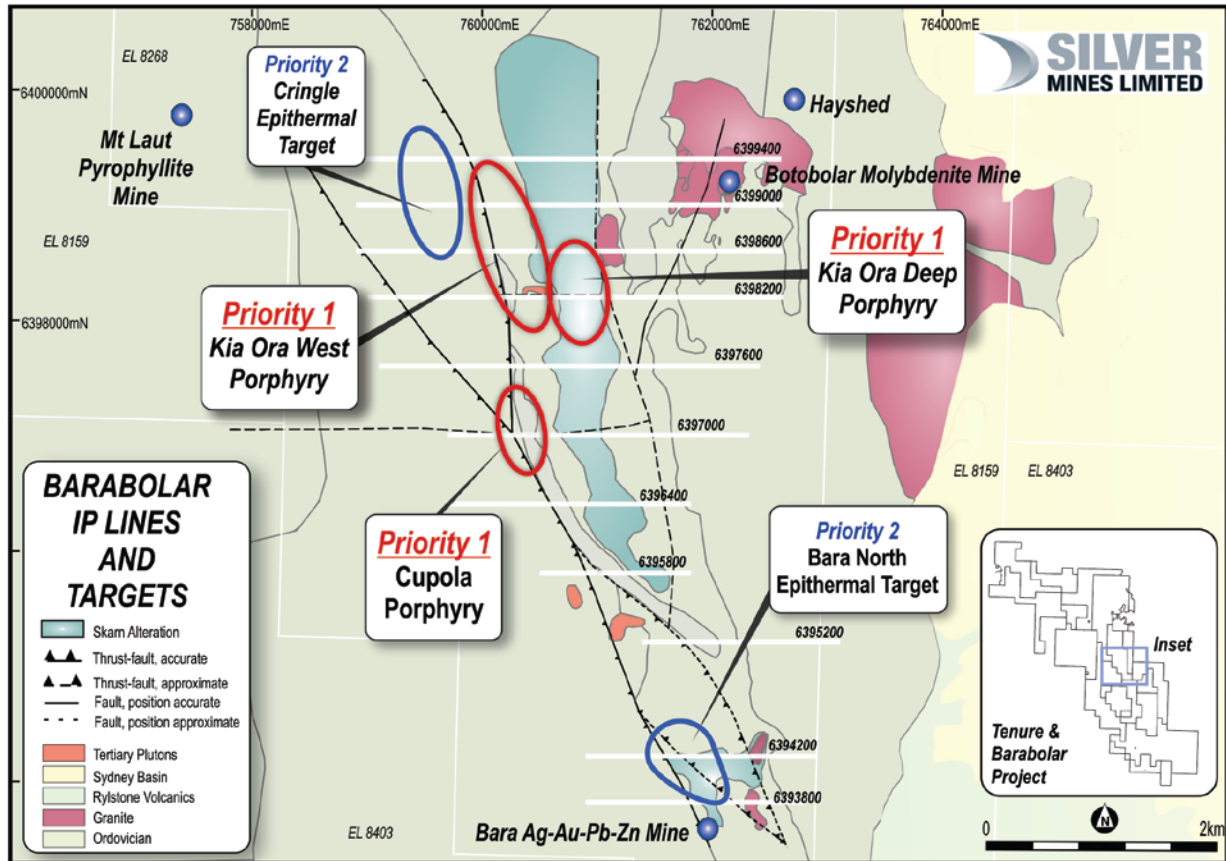 758000mE
760000mE
762000mE
764000mE
EL 8268
6400000mN
Mt Laut
Pyrophyllite
Mine
Priority 2
Cringle
Epithermal
Target
SILVER
MINES LIMITED
Hayshed
6399400
Botobolar Molybdenite Mine
6399000
EL 8159
6398600
6398200
Priority 1
Kia Ora Deep
Porphyry
6398000mN
Priority 1
Kia Ora West
Porphyry
6397600
6397000
6396400
EL 8159
EL 8403
Priority 1
Cupola
Porphyry
6395800
Priority 2
Bara North
Epithermal Target
6395200
6394200
6393800
Bara Ag-Au-Pb-Zn Mine
EL 8403
BARABOLAR
IP LINES
AND
TARGETS
Skarn Alteration
Thrust-fault, accurate
Thrust-fault, approximate
Fault, position accurate
Fault, position approximate
Tertiary Plutons
Sydney Basin
Rylstone Volcanics
Granite
Ordovician
Inset
Tenure &
Barabolar
Project
N
0
2km